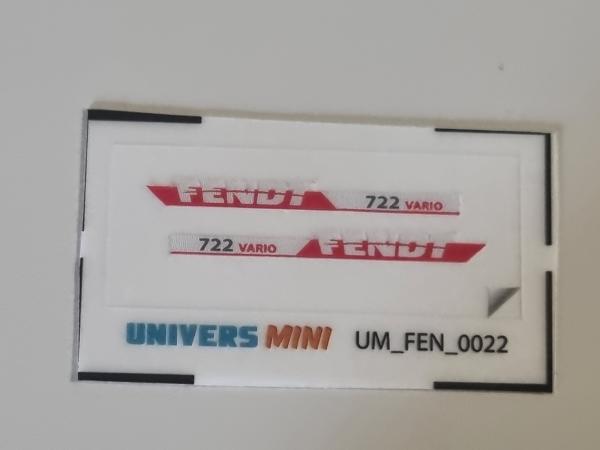 FENDT 722 VARIO
722 VARIO FENDT
UNIVERS MINI UM_FEN_0022